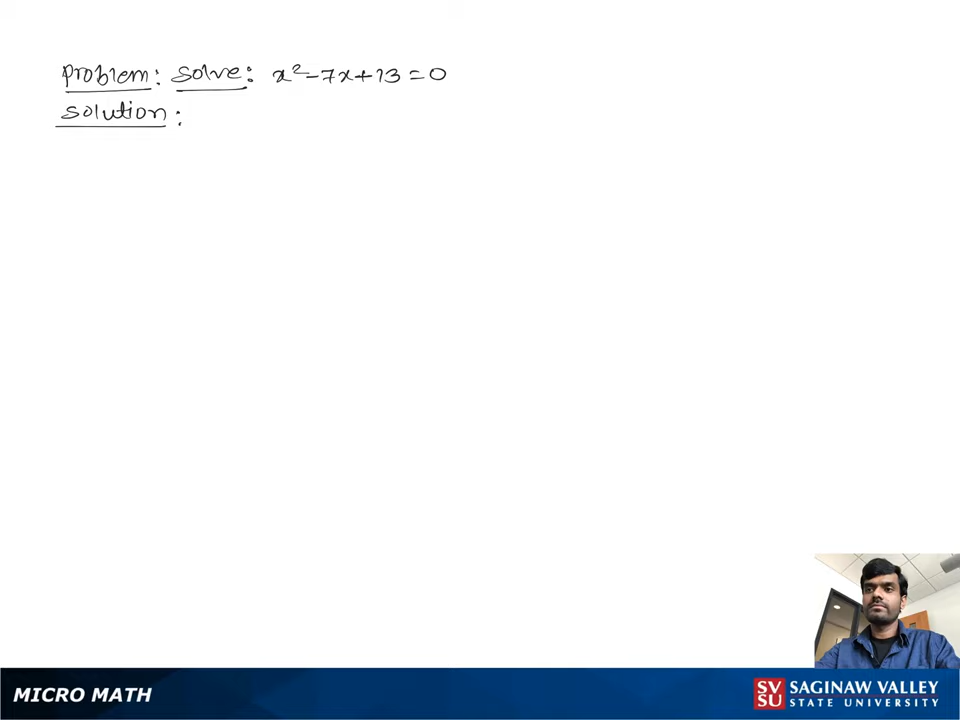 Problem: Solve: x²-7x+13=0
Solution:
MICRO MATH
SV
SU
SAGINAW VALLEY
STATE UNIVERSITY